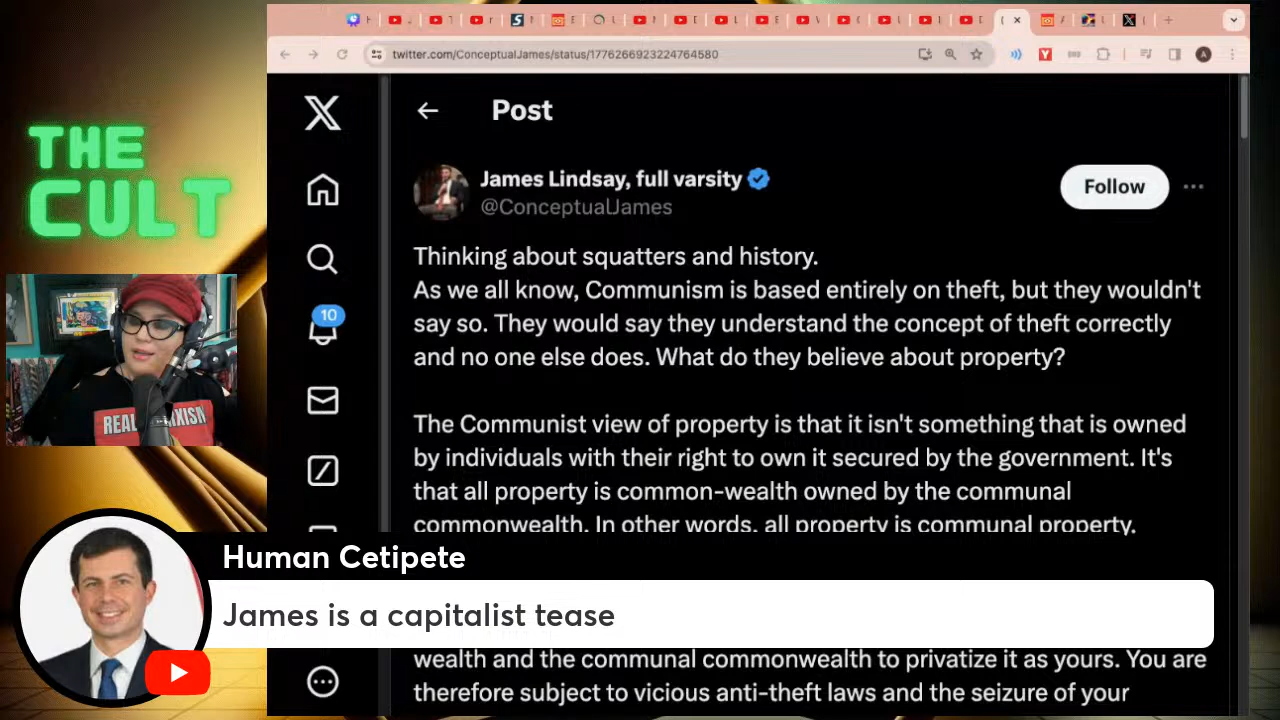 twitter.com/ConceptualJames/status/1776266923224764580
THE
CULT
Post
James Lindsay, full varsity
@ConceptualJames
Follow
10
Thinking about squatters and history.
As we all know, Communism is based entirely on theft, but they wouldn't
say so. They would say they understand the concept of theft correctly
and no one else does. What do they believe about property?
The Communist view of property is that it isn't something that is owned
by individuals with their right to own it secured by the government. It's
that all property is common-wealth owned by the communal
commonwealth. In other words, all property is communal property.
REAL
Human Cetipete
James is a capitalist tease
wealth and the communal commonwealth to privatize it as yours. You are
therefore subject to vicious anti-theft laws and the seizure of your